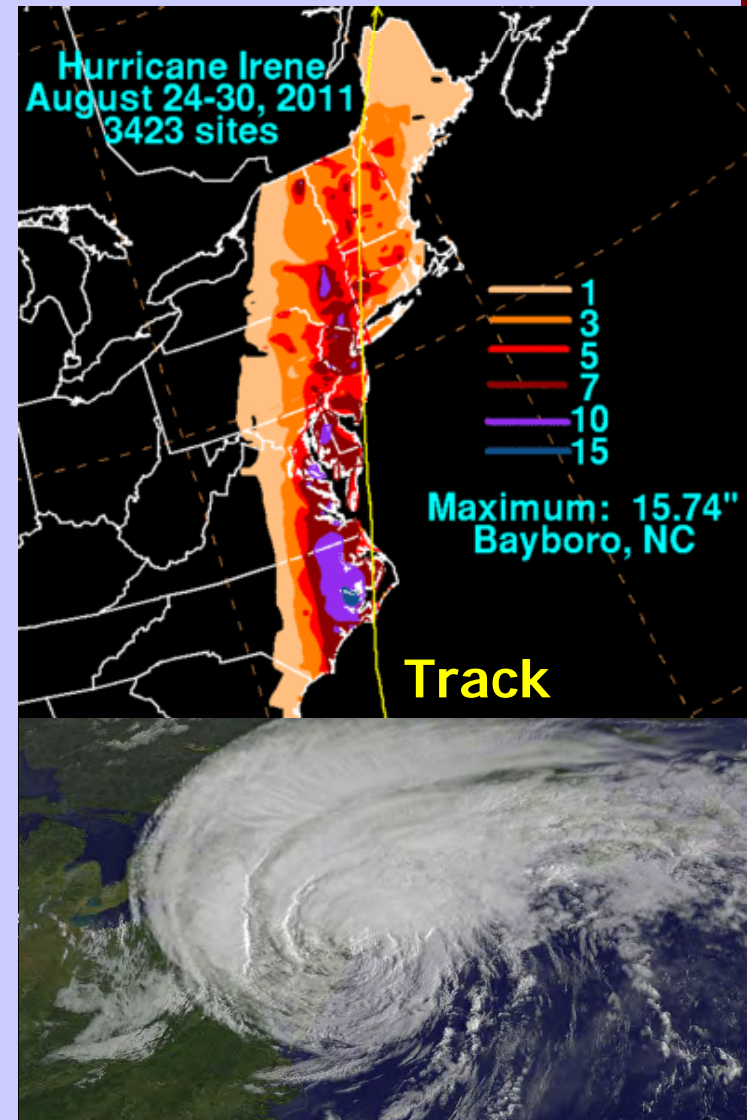 Hurricane Irene
August 24-30, 2011
3423 sites
1
3
5
7
10
15
Maximum: 15.74"
Bayboro, NC
Track